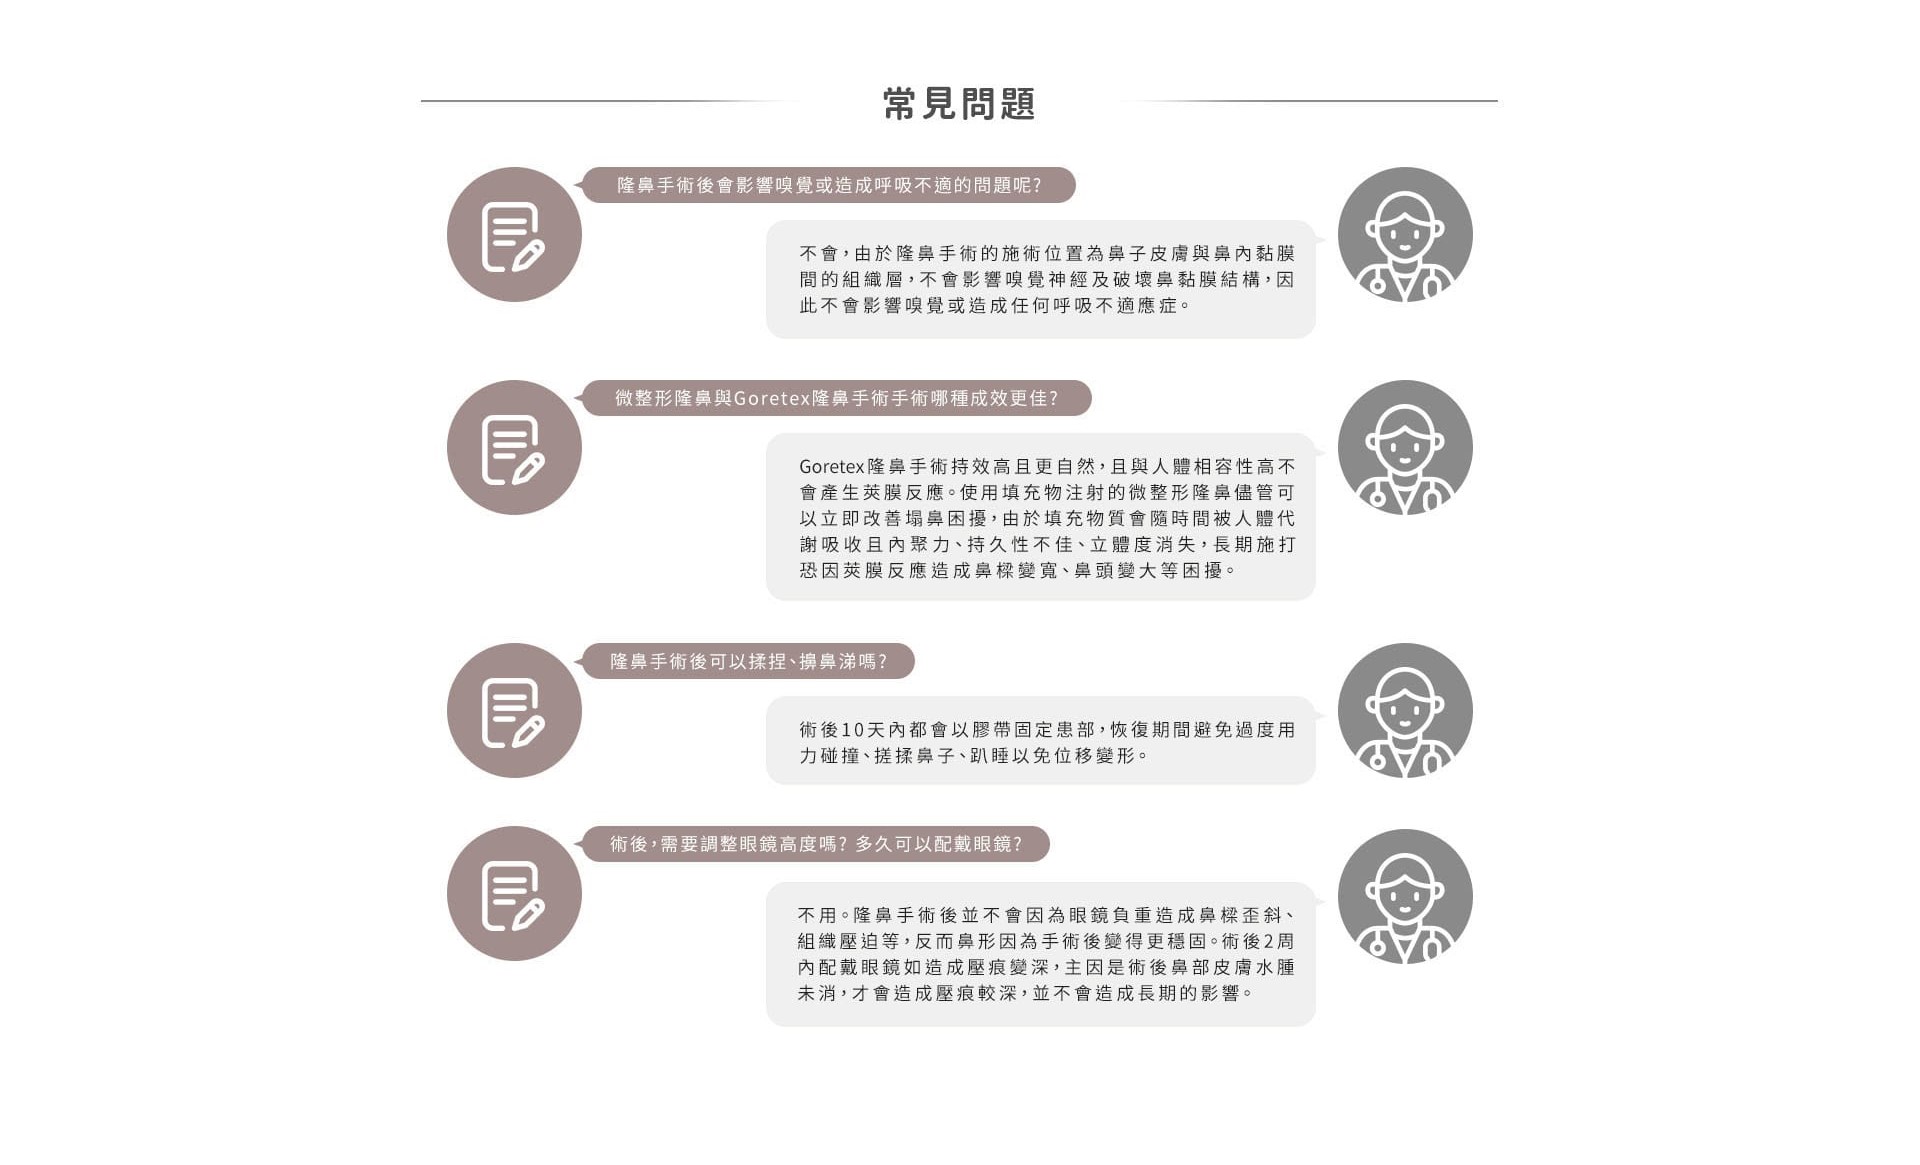 常見問題
隆鼻手術後會影響嗅覺或造成呼吸不適的問題呢?
不會,由於隆鼻手術的施術位置為鼻子皮膚與鼻內黏膜
間的組織層,不會影響嗅覺神經及破壞鼻黏膜結構,因
此不會影響嗅覺或造成任何呼吸不適應症。
微整形隆鼻與Goretex隆鼻手術手術哪種成效更佳?
Goretex隆鼻手術持效高且更自然,且與人體相容性高不
會產生莢膜反應。使用填充物注射的微整形隆鼻儘管可
以立即改善塌鼻困擾,由於填充物質會隨時間被人體代
謝吸收且內聚力、持久性不佳、立體度消失,長期施打
恐因莢膜反應造成鼻樑變寬、鼻頭變大等困擾。
隆鼻手術後可以揉捏、擤鼻涕嗎?
術後10天內都會以膠帶固定患部,恢復期間避免過度用
力碰撞、搓揉鼻子、趴睡以免位移變形。
術後,需要調整眼鏡高度嗎? 多久可以配戴眼鏡?
不用。隆鼻手術後並不會因為眼鏡負重造成鼻樑歪斜、
組織壓迫等,反而鼻形因為手術後變得更穩固。術後2周
內配戴眼鏡如造成壓痕變深,主因是術後鼻部皮膚水腫
未消,才會造成壓痕較深,並不會造成長期的影響。